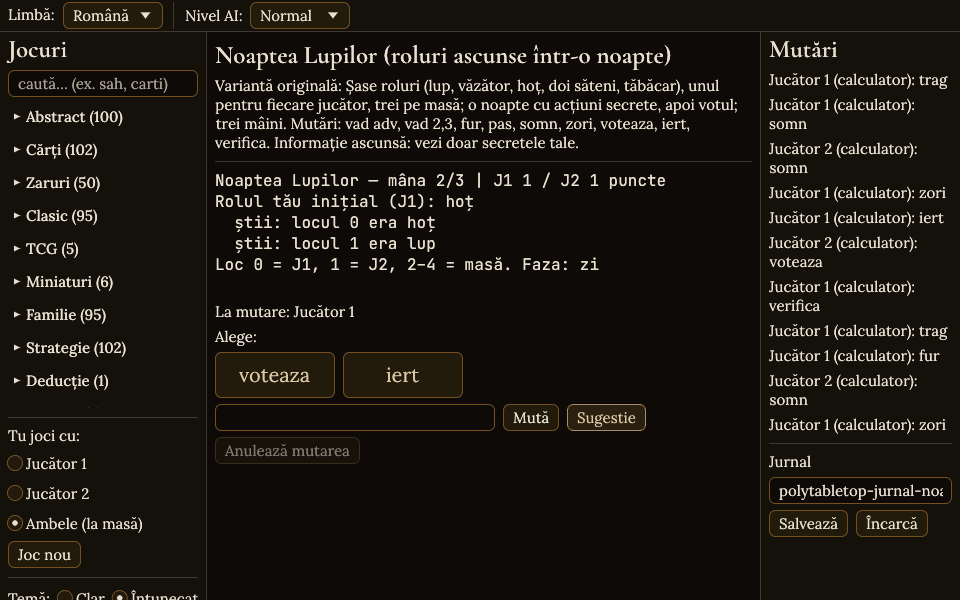 Limbă: Română ▼ Nivel AI: Normal ▼
Jocuri
caută... (ex. sah, carti)
▸ Abstract (100)
▸ Cărți (102)
▸ Zaruri (50)
▸ Clasic (95)
▸ TCG (5)
▸ Miniaturi (6)
▸ Familie (95)
▸ Strategie (102)
▸ Deducție (1)
Tu joci cu:
Jucător 1
Jucător 2
Ambele (la masă)
Joc nou
Temă: Clar Întunecat
Noaptea Lupilor (roluri ascunse într-o noapte)
Variantă originală: Șase roluri (lup, văzător, hoț, doi săteni, tăbăcar), unul
pentru fiecare jucător, trei pe masă; o noapte cu acțiuni secrete, apoi votul;
trei mâini. Mutări: vad adv, vad 2,3, fur, pas, somn, zori, voteaza, iert,
verifica. Informație ascunsă: vezi doar secretele tale.
Noaptea Lupilor — mâna 2/3 | J1 1 / J2 1 puncte
Rolul tău inițial (J1): hoț
știi: locul 0 era hoț
știi: locul 1 era lup
Loc 0 = J1, 1 = J2, 2–4 = masă. Faza: zi
La mutare: Jucător 1
Alege:
voteaza iert
Mută Sugestie
Anulează mutarea
Mutări
Jucător 1 (calculator): trag
Jucător 1 (calculator):
somn
Jucător 2 (calculator):
somn
Jucător 1 (calculator): zori
Jucător 1 (calculator): iert
Jucător 2 (calculator):
voteaza
Jucător 1 (calculator):
verifica
Jucător 1 (calculator): trag
Jucător 1 (calculator): fur
Jucător 2 (calculator):
somn
Jucător 1 (calculator): zori
Jurnal
polytabletop-jurnal-noa
Salvează Încarcă